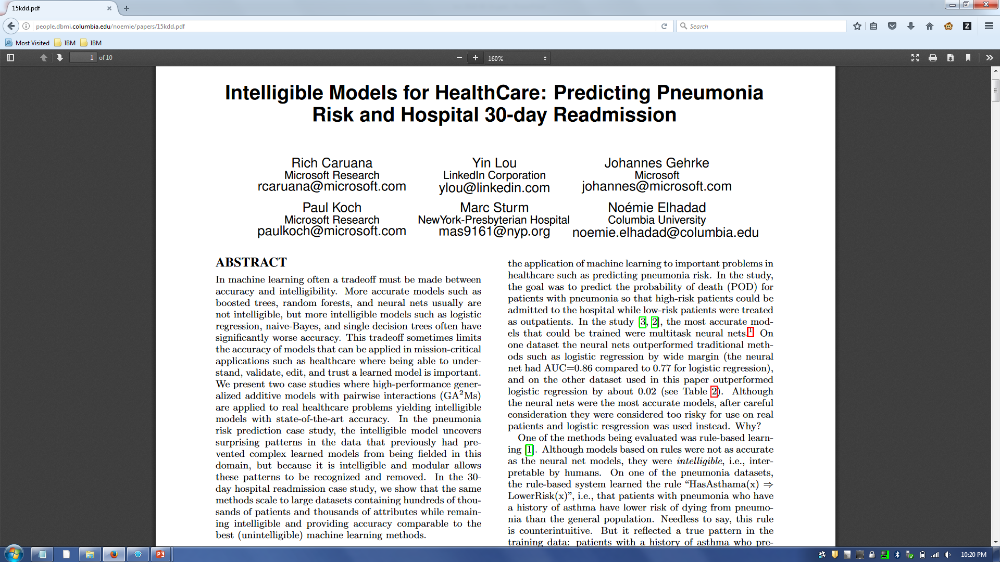 15kdd.pdf
people.dbmi.columbia.edu/noemie/papers/15kdd.pdf
Search
Most Visited
IBM
IBM
1
of 10
160%
Intelligible Models for HealthCare: Predicting Pneumonia
Risk and Hospital 30-day Readmission
Rich Caruana
Microsoft Research
rcaruana@microsoft.com
Yin Lou
LinkedIn Corporation
ylou@linkedin.com
Johannes Gehrke
Microsoft
johannes@microsoft.com
Paul Koch
Microsoft Research
paulkoch@microsoft.com
Marc Sturm
NewYork-Presbyterian Hospital
mas9161@nyp.org
Noémie Elhadad
Columbia University
noemie.elhadad@columbia.edu
ABSTRACT
In machine learning often a tradeoff must be made between
accuracy and intelligibility. More accurate models such as
boosted trees, random forests, and neural nets usually are
not intelligible, but more intelligible models such as logistic
regression, naive-Bayes, and single decision trees often have
significantly worse accuracy. This tradeoff sometimes limits
the accuracy of models that can be applied in mission-critical
applications such as healthcare where being able to under-
stand, validate, edit, and trust a learned model is important.
We present two case studies where high-performance gener-
alized additive models with pairwise interactions (GA²Ms)
are applied to real healthcare problems yielding intelligible
models with state-of-the-art accuracy. In the pneumonia
risk prediction case study, the intelligible model uncovers
surprising patterns in the data that previously had pre-
vented complex learned models from being fielded in this
domain, but because it is intelligible and modular allows
these patterns to be recognized and removed. In the 30-
day hospital readmission case study, we show that the same
methods scale to large datasets containing hundreds of thou-
sands of patients and thousands of attributes while remain-
ing intelligible and providing accuracy comparable to the
best (unintelligible) machine learning methods.
the application of machine learning to important problems in
healthcare such as predicting pneumonia risk. In the study,
the goal was to predict the probability of death (POD) for
patients with pneumonia so that high-risk patients could be
admitted to the hospital while low-risk patients were treated
as outpatients. In the study [3, 2], the most accurate mod-
els that could be trained were multitask neural nets.¹ On
one dataset the neural nets outperformed traditional meth-
ods such as logistic regression by wide margin (the neural
net had AUC=0.86 compared to 0.77 for logistic regression),
and on the other dataset used in this paper outperformed
logistic regression by about 0.02 (see Table 2). Although
the neural nets were the most accurate models, after careful
consideration they were considered too risky for use on real
patients and logistic resgression was used instead. Why?
One of the methods being evaluated was rule-based learn-
ing [1]. Although models based on rules were not as accurate
as the neural net models, they were intelligible, i.e., inter-
pretable by humans. On one of the pneumonia datasets,
the rule-based system learned the rule “HasAsthama(x) ⇒
LowerRisk(x)”, i.e., that patients with pneumonia who have
a history of asthma have lower risk of dying from pneumo-
nia than the general population. Needless to say, this rule
is counterintuitive. But it reflected a true pattern in the
training data: patients with a history of asthma who pre-
10:20 PM